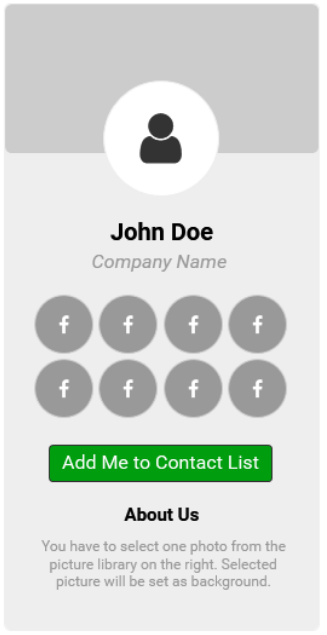 John Doe
Company Name
Add Me to Contact List
About Us
You have to select one photo from the
picture library on the right. Selected
picture will be set as background.